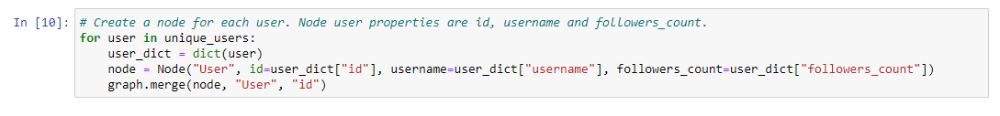 In [10]: # Create a node for each user. Node user properties are id, username and followers_count.
for user in unique_users:
    user_dict = dict(user)
    node = Node("User", id=user_dict["id"], username=user_dict["username"], followers_count=user_dict["followers_count"])
    graph.merge(node, "User", "id")